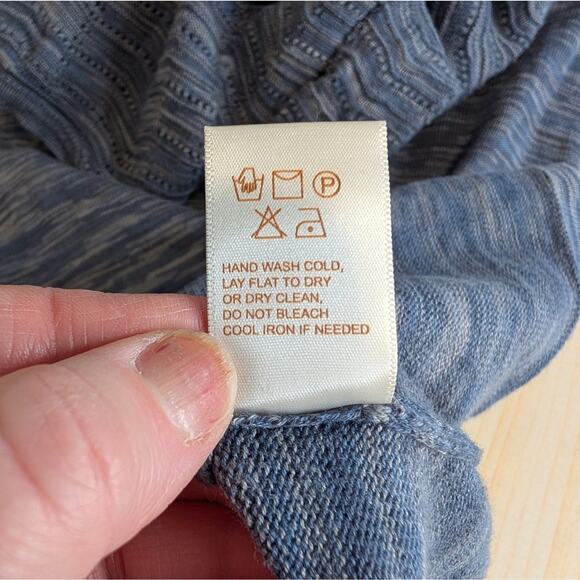 P
HAND WASH COLD,
LAY FLAT TO DRY
OR DRY CLEAN,
DO NOT BLEACH
COOL IRON IF NEEDED